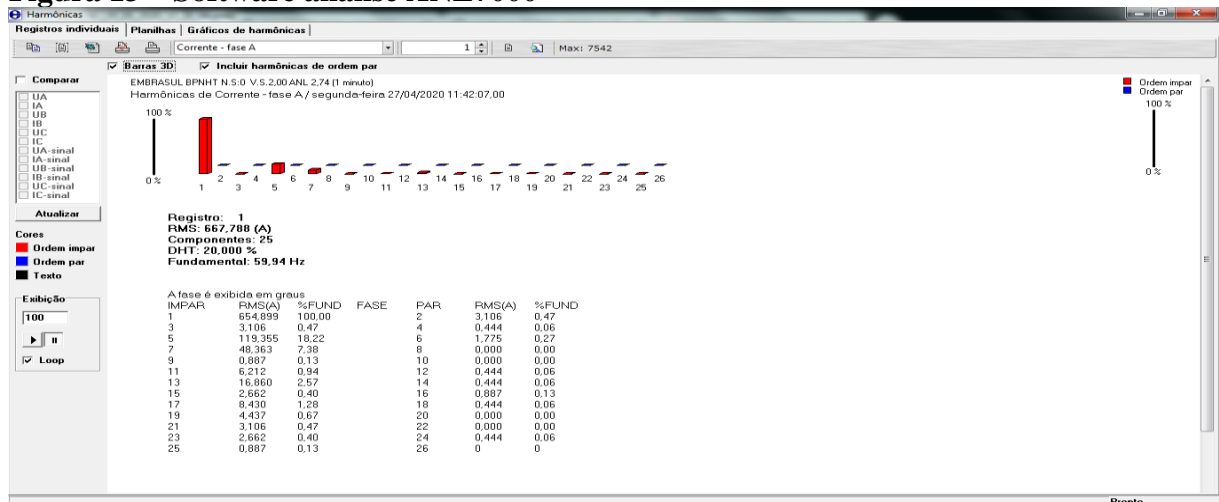 Figura 15 – Software análise ANL7000
Harmônicas
Registros individuais Planilhas Gráficos de harmônicas
Corrente - fase A 1 Max: 7542
Barras 3D Incluir harmônicas de ordem par
Comparar
UA
IA
UB
IB
UC
IC
UA-sinal
IA-sinal
UB-sinal
IB-sinal
UC-sinal
IC-sinal
Atualizar
Cores
Ordem impar
Ordem par
Texto
Exibição
100
Loop
EMBRASUL BPNHT N.S:0 V.S.2,00 ANL 2,74 (1 minuto)
Harmônicas de Corrente - fase A / segunda-feira 27/04/2020 11:42:07,00
Ordem impar
Ordem par
100 %
0 %
100 %
0 %
1 2 3 4 5 6 7 8 9 10 11 12 13 14 15 16 17 18 19 20 21 22 23 24 25 26
Registro: 1
RMS: 667,788 (A)
Componentes: 25
DHT: 20,000 %
Fundamental: 59,94 Hz
A fase é exibida em graus
IMPAR RMS(A) %FUND FASE PAR RMS(A) %FUND
1 654,899 100,00 2 3,106 0,47
3 3,106 0,47 4 0,444 0,06
5 119,355 18,22 6 1,775 0,27
7 48,363 7,38 8 0,000 0,00
9 0,887 0,13 10 0,000 0,00
11 6,212 0,94 12 0,444 0,06
13 16,860 2,57 14 0,444 0,06
15 2,662 0,40 16 0,887 0,13
17 8,430 1,28 18 0,444 0,06
19 4,437 0,67 20 0,000 0,00
21 3,106 0,47 22 0,000 0,00
23 2,662 0,40 24 0,444 0,06
25 0,887 0,13 26 0 0
Pronto